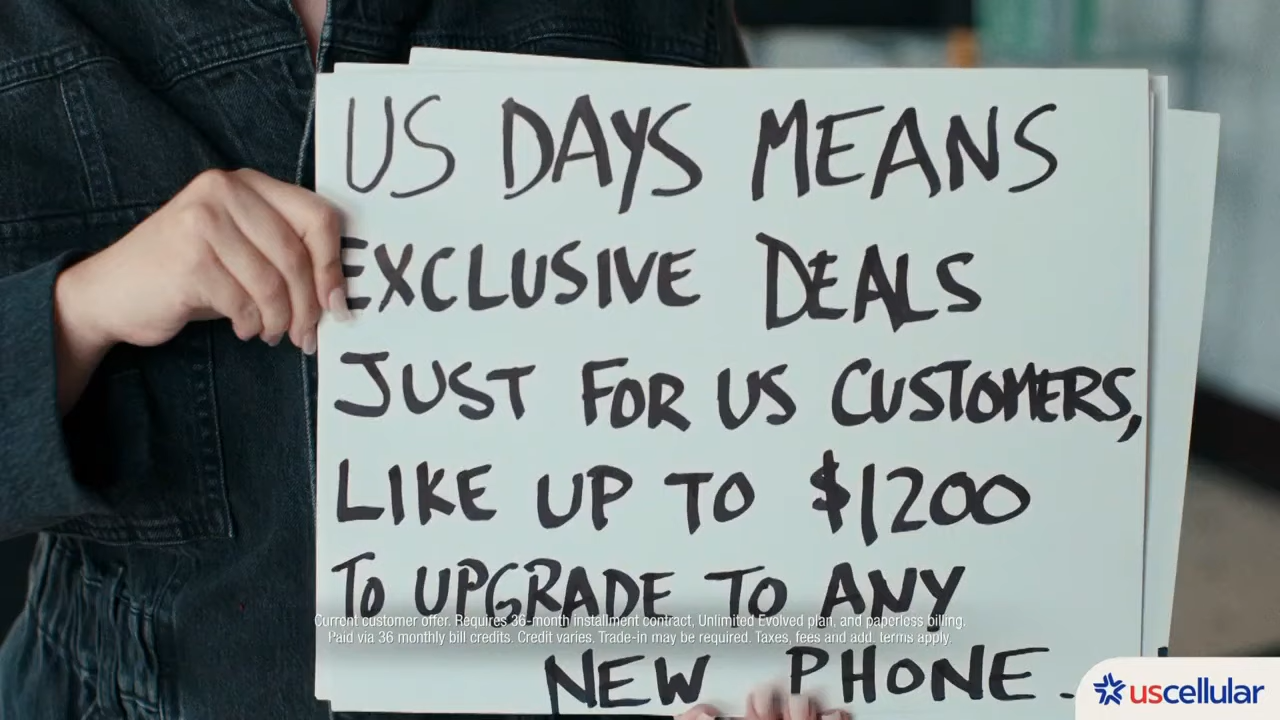 US DAYS MEANS
EXCLUSIVE DEALS
JUST FOR US CUSTOMERS,
LIKE UP TO $1200
TO UPGRADE TO ANY
Current customer offer. Requires 36-month installment contract, Unlimited Evolved plan, and paperless billing.
Paid via 36 monthly bill credits. Credit varies. Trade-in may be required. Taxes, fees and add. terms apply.
NEW PHONE.
uscellular